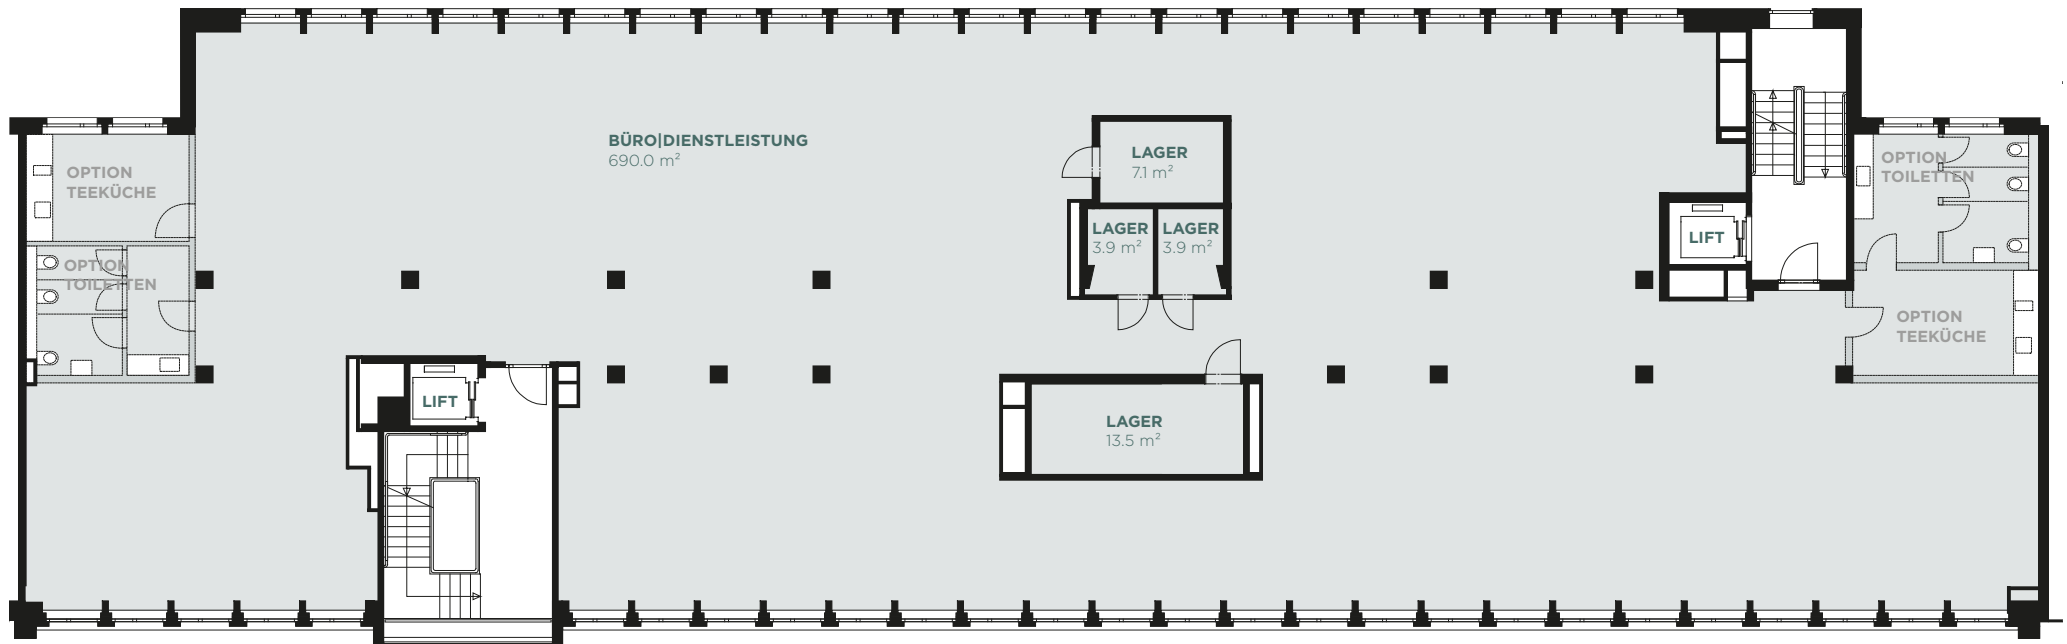 BÜRO|DIENSTLEISTUNG
690.0 m²
OPTION
TEEKÜCHE
OPTION
TOILETTEN
LIFT
LAGER
7.1 m²
LAGER
3.9 m²
LAGER
3.9 m²
LAGER
13.5 m²
LIFT
OPTION
TOILETTEN
OPTION
TEEKÜCHE